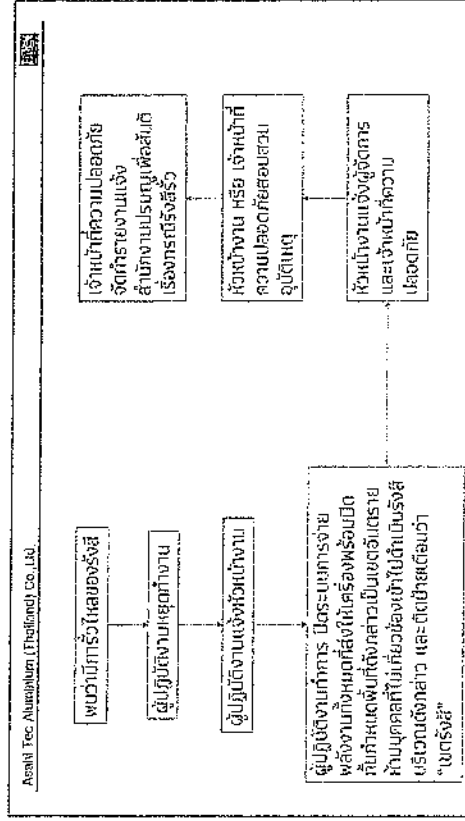 Asahi Tec Aluminium (Thailand) Co.,Ltd
พบว่ามีการรั่วไหลของรังสี
ผู้ปฏิบัติงานหยุดทำงาน
ผู้ปฏิบัติงานแจ้งหัวหน้างาน
ผู้ปฏิบัติงานทำการ ปิดระบบการจ่าย
พลังงานทั้งหมดที่ส่งให้เครื่องพร้อมปิด
กั้นกำหนดพื้นที่ดังกล่าวเป็นเขตอันตราย
ห้ามบุคคลที่ไม่เกี่ยวข้องเข้าไปดำเนินรังสี
บริเวณดังกล่าว และติดป้ายเตือนว่า
“เขตรังสี”
หัวหน้างานแจ้งผู้จัดการ
และเจ้าหน้าที่ความ
ปลอดภัย
หัวหน้างาน หรือ เจ้าหน้าที่
ความปลอดภัยสอบสวน
อุบัติเหตุ
เจ้าหน้าที่ความปลอดภัย
จัดทำรายงานแจ้ง
สำนักงานปรมาณูเพื่อสันติ
เรื่องกรณีรังสีรั่ว